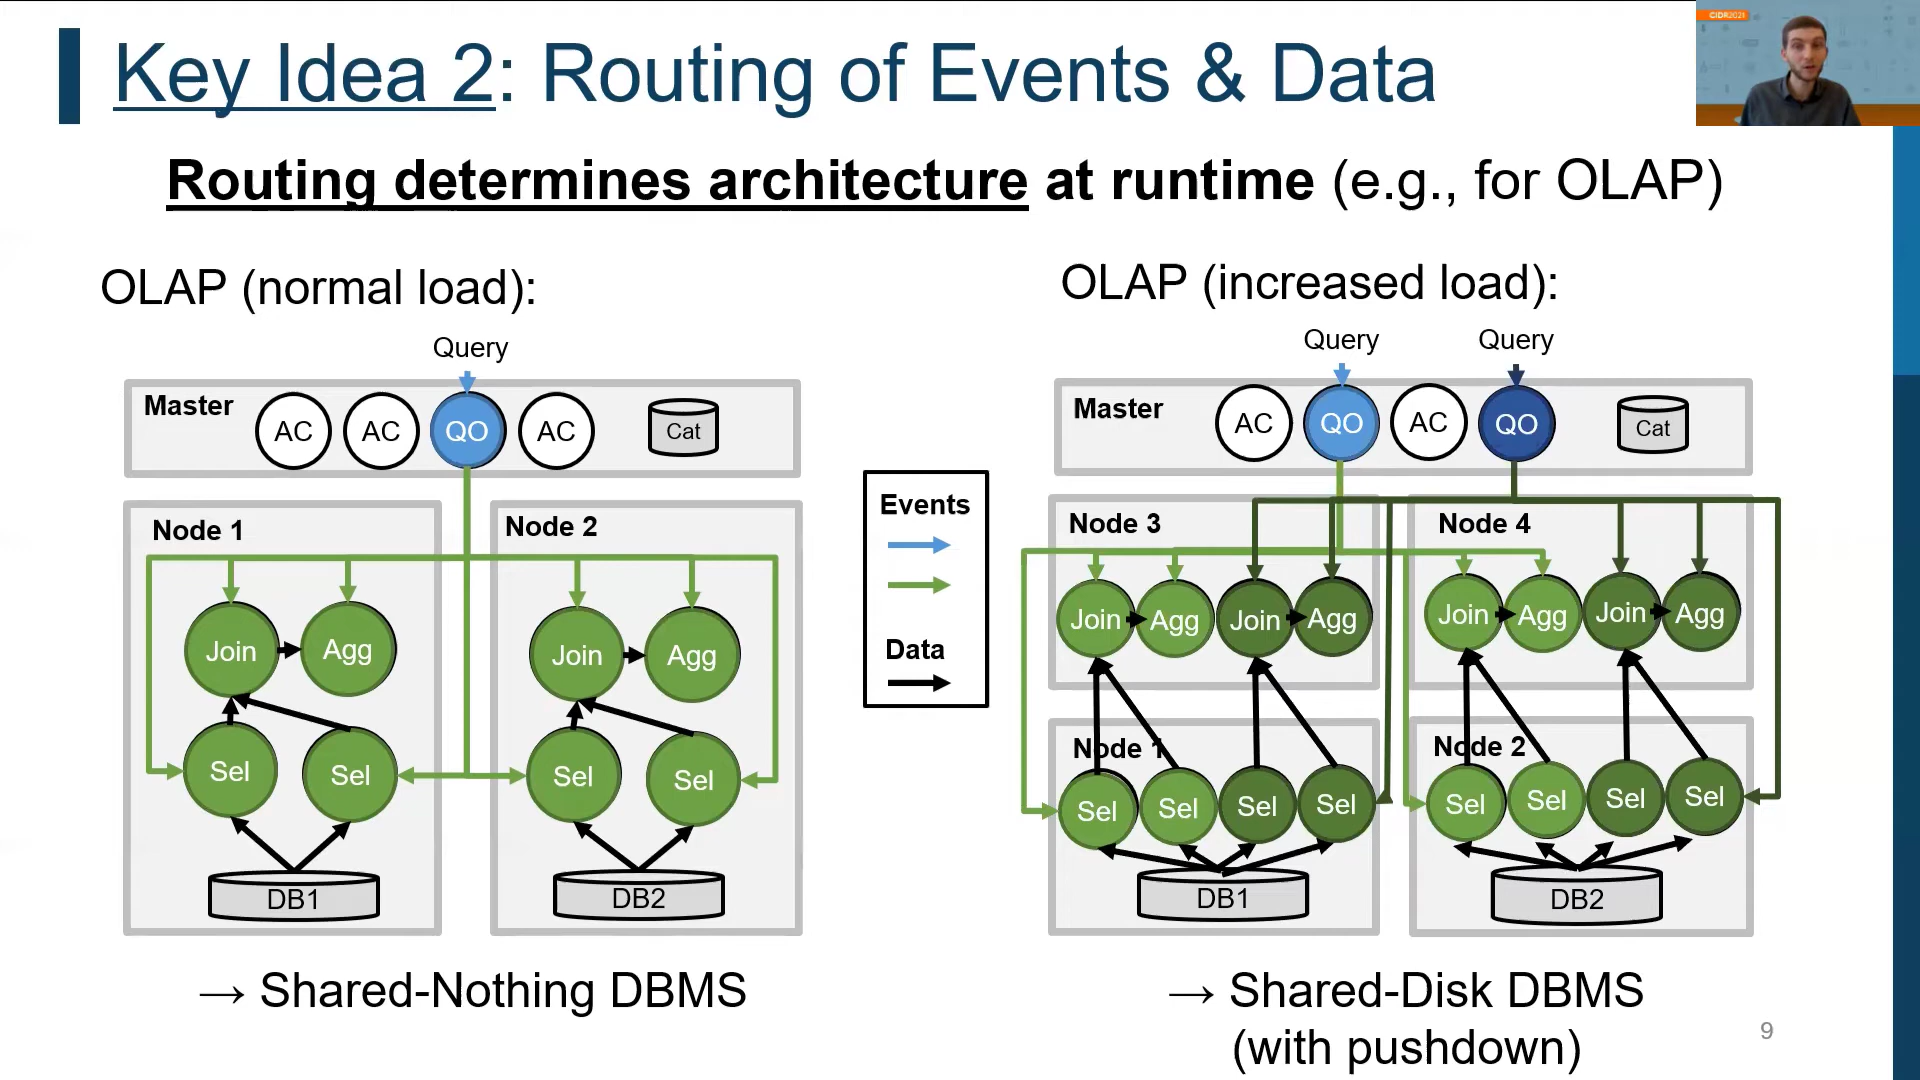 Key Idea 2: Routing of Events & Data
CIDR2021
Routing determines architecture at runtime (e.g., for OLAP)
OLAP (normal load):
Query
Master
AC
AC
QO
AC
Cat
Node 1
Join
Agg
Sel
Sel
DB1
Node 2
Join
Agg
Sel
Sel
DB2
→ Shared-Nothing DBMS
Events
Data
OLAP (increased load):
Query
Query
Master
AC
QO
AC
QO
Cat
Node 3
Join
Agg
Join
Agg
Node 4
Join
Agg
Join
Agg
Node 1
Sel
Sel
Sel
Sel
DB1
Node 2
Sel
Sel
Sel
Sel
DB2
→ Shared-Disk DBMS
(with pushdown)
9